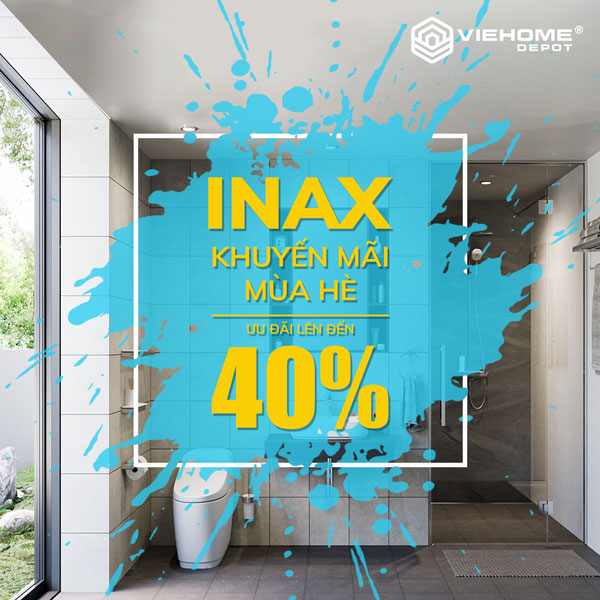 VIEHOME®
DEPOT
INAX
KHUYẾN MÃI
MÙA HÈ
ƯU ĐÃI LÊN ĐẾN
40%